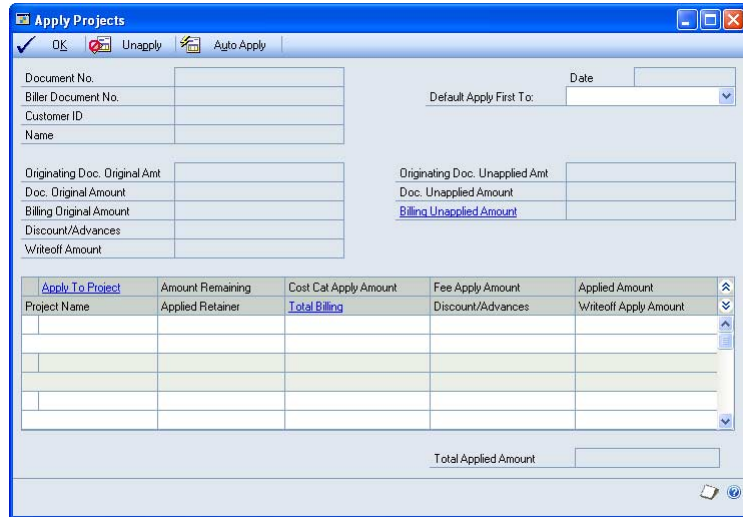 Apply Projects
OK Unapply Auto Apply
Document No. Date
Biller Document No. Default Apply First To:
Customer ID
Name
Originating Doc. Original Amt Originating Doc. Unapplied Amt
Doc. Original Amount Doc. Unapplied Amount
Billing Original Amount Billing Unapplied Amount
Discount/Advances
Writeoff Amount
Apply To Project Amount Remaining Cost Cat Apply Amount Fee Apply Amount Applied Amount
Project Name Applied Retainer Total Billing Discount/Advances Writeoff Apply Amount
Total Applied Amount